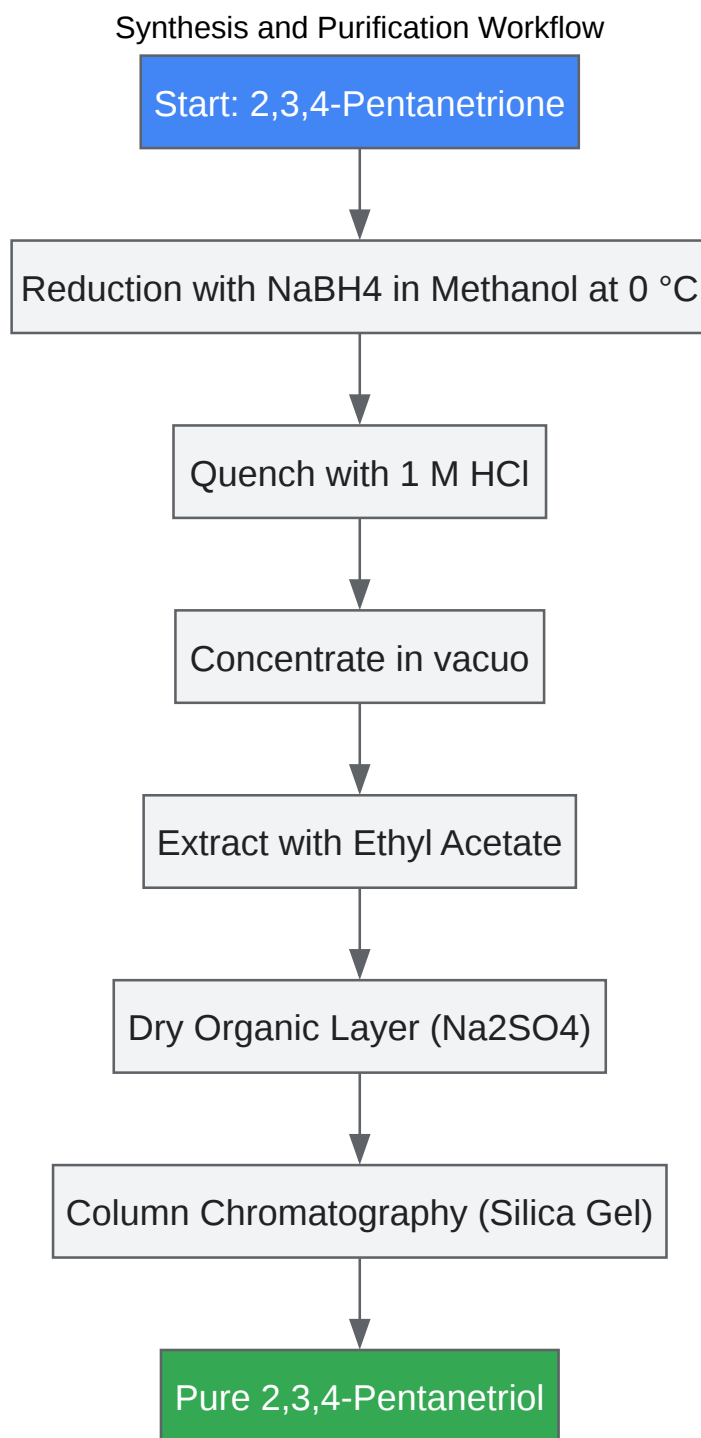 Synthesis and Purification Workflow
Start: 2,3,4-Pentanetrione
Reduction with NaBH4 in Methanol at 0 °C
Quench with 1 M HCl
Concentrate in vacuo
Extract with Ethyl Acetate
Dry Organic Layer (Na2SO4)
Column Chromatography (Silica Gel)
Pure 2,3,4-Pentanetriol